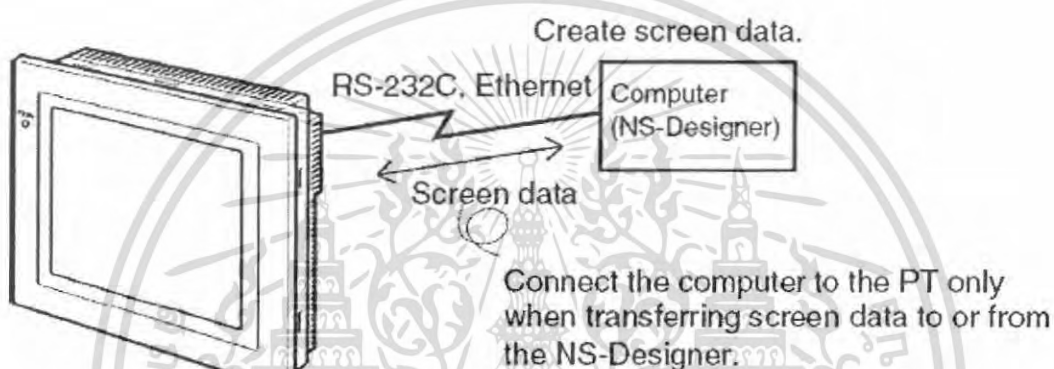 Create screen data.
RS-232C, Ethernet
Computer
(NS-Designer)
Screen data
Connect the computer to the PT only
when transferring screen data to or from
the NS-Designer.